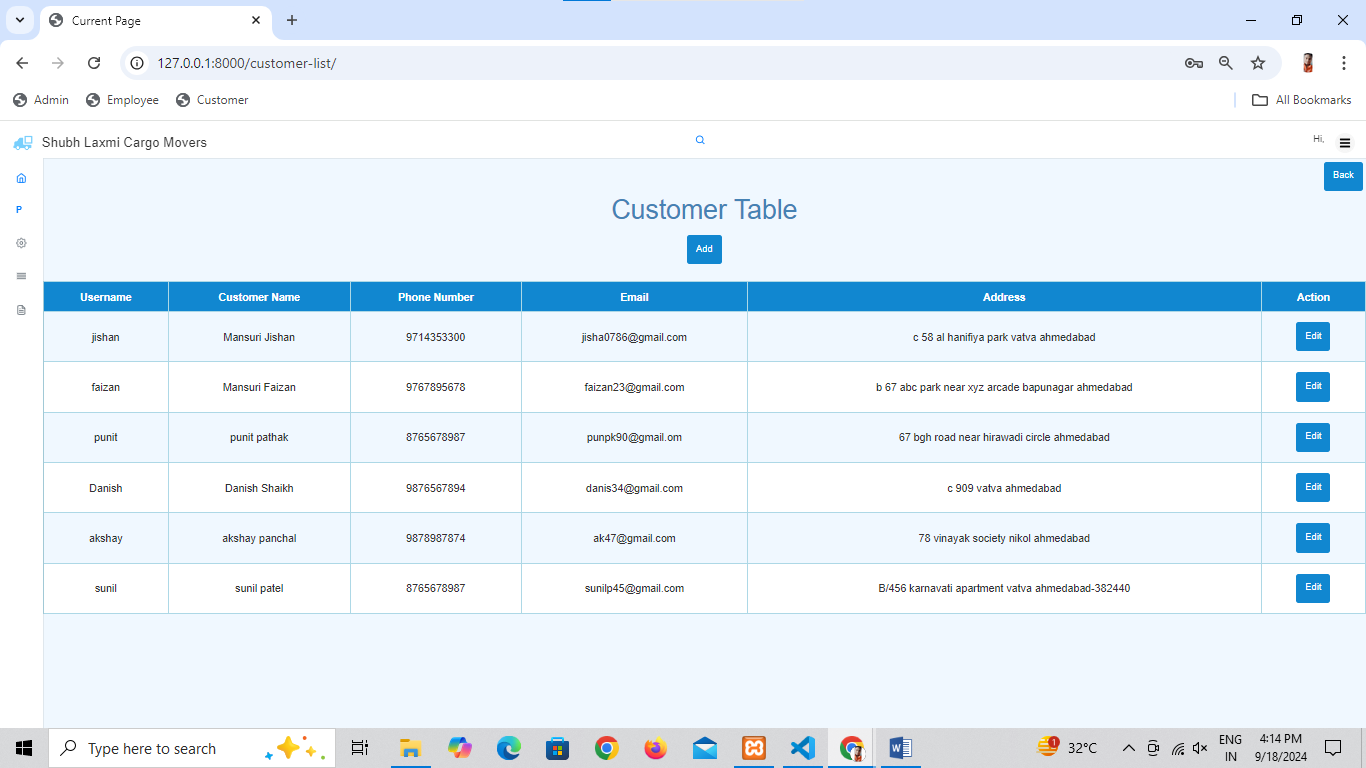 Current Page
127.0.0.1:8000/customer-list/
Admin Employee Customer All Bookmarks
Shubh Laxmi Cargo Movers Hi,
P
Back
Customer Table
Add
Username Customer Name Phone Number Email Address Action
jishan Mansuri Jishan 9714353300 jisha0786@gmail.com c 58 al hanifiya park vatva ahmedabad Edit
faizan Mansuri Faizan 9767895678 faizan23@gmail.com b 67 abc park near xyz arcade bapunagar ahmedabad Edit
punit punit pathak 8765678987 punpk90@gmail.om 67 bgh road near hirawadi circle ahmedabad Edit
Danish Danish Shaikh 9876567894 danis34@gmail.com c 909 vatva ahmedabad Edit
akshay akshay panchal 9878987874 ak47@gmail.com 78 vinayak society nikol ahmedabad Edit
sunil sunil patel 8765678987 sunilp45@gmail.com B/456 karnavati apartment vatva ahmedabad-382440 Edit
Type here to search 1 32°C ENG 4:14 PM
IN 9/18/2024